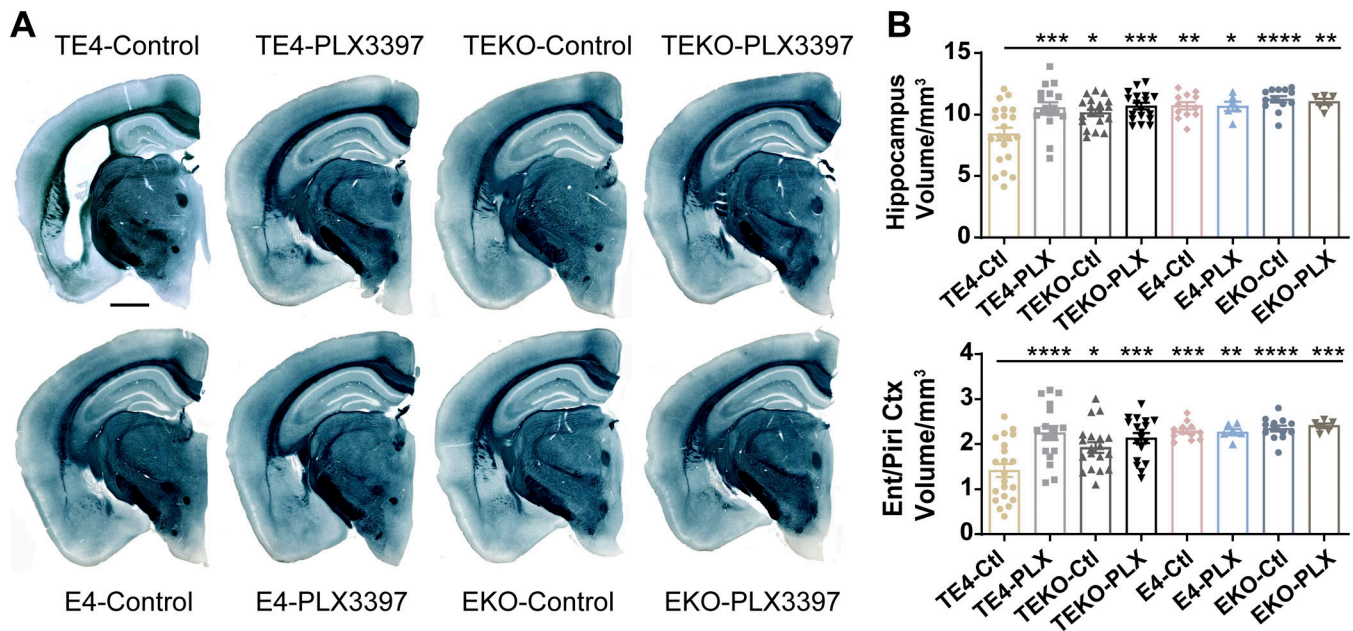 A
TE4-Control
TE4-PLX3397
TEKO-Control
TEKO-PLX3397
E4-Control
E4-PLX3397
EKO-Control
EKO-PLX3397
B
Hippocampus
Volume/mm3
15
10
5
0
*** * *** ** * **** **
TE4-Ctl
TE4-PLX
TEKO-Ctl
TEKO-PLX
E4-Ctl
E4-PLX
EKO-Ctl
EKO-PLX
Ent/Piri Ctx
Volume/mm3
4
3
2
1
0
**** * *** *** ** **** ***
TE4-Ctl
TE4-PLX
TEKO-Ctl
TEKO-PLX
E4-Ctl
E4-PLX
EKO-Ctl
EKO-PLX